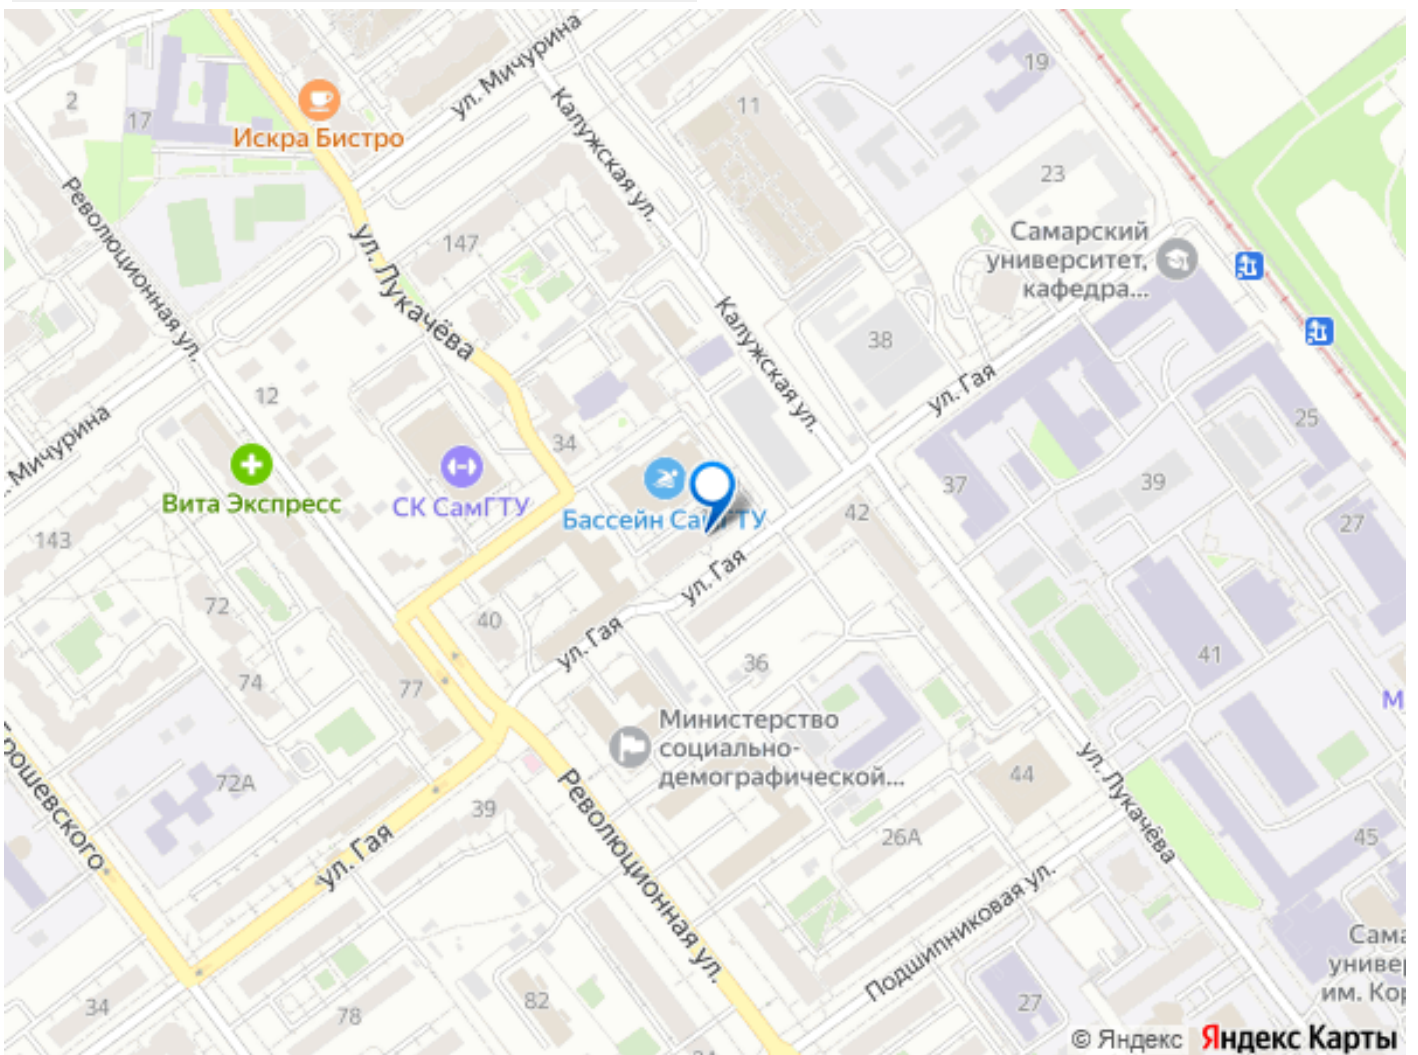 ул. Мичурина
19
2
11
17
Калужская ул.
Искра Бистро
23
Революционная ул.
Самарский
университет,
кафедра...
147
ул. Лукачёва
Калужская ул.
38
ул. Гая
12
25
Мичурина
34
37
39
Вита Экспресс
СК СамГТУ
Бассейн СамГТУ
42
27
143
ул. Гая
72
40
ул. Гая
36
41
74
77
М
Министерство
социально-
демографической...
72А
44
ул. Лукачёва
39
Революционная ул.
26А
45
ул. Гая
Подшипниковая ул.
34
78
82
27
© Яндекс Яндекс Карты